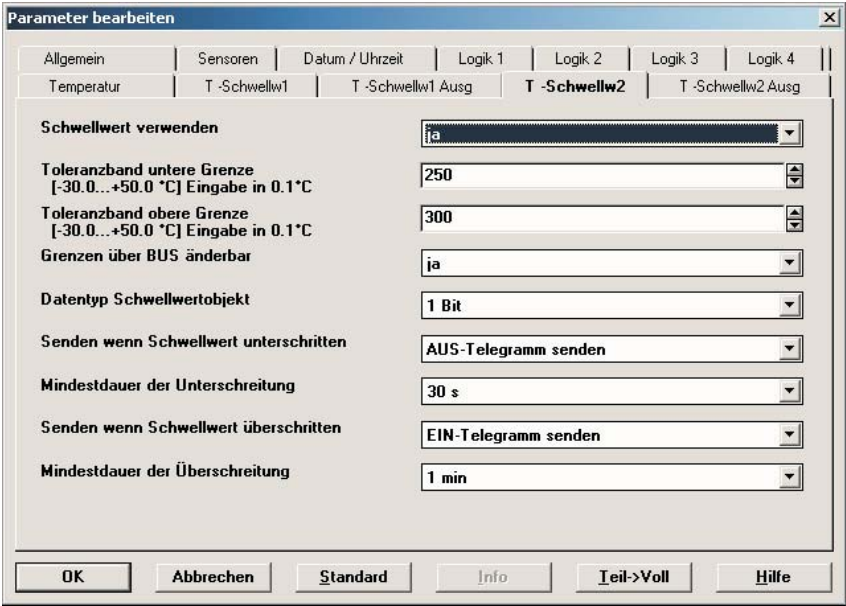 Parameter bearbeiten
Allgemein Sensoren Datum / Uhrzeit Logik 1 Logik 2 Logik 3 Logik 4
Temperatur T -Schwellw1 T -Schwellw1 Ausg T -Schwellw2 T -Schwellw2 Ausg
Schwellwert verwenden ja
Toleranzband untere Grenze 250
[-30.0...+50.0 °C] Eingabe in 0.1°C
Toleranzband obere Grenze 300
[-30.0...+50.0 °C] Eingabe in 0.1°C
Grenzen über BUS änderbar ja
Datentyp Schwellwertobjekt 1 Bit
Senden wenn Schwellwert unterschritten AUS-Telegramm senden
Mindestdauer der Unterschreitung 30 s
Senden wenn Schwellwert überschritten EIN-Telegramm senden
Mindestdauer der Überschreitung 1 min
OK Abbrechen Standard Info Teil->Voll Hilfe